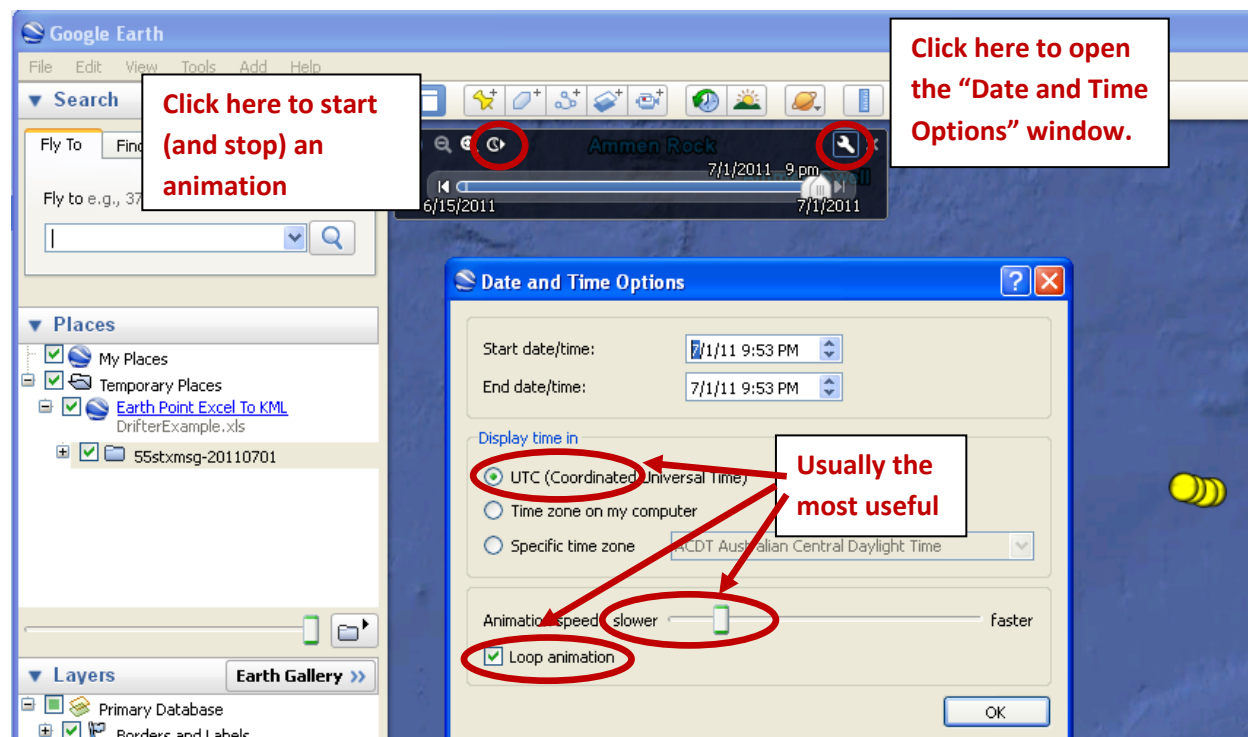 Google Earth
File Edit View Tools Add Help
Click here to start
(and stop) an
animation
Click here to open
the “Date and Time
Options” window.
Search
Fly To
Fly to e.g., 37
Ammen Rock
7/1/2011 9 pm
6/15/2011
7/1/2011
Date and Time Options
Start date/time: 7/1/11 9:53 PM
End date/time: 7/1/11 9:53 PM
Display time in
UTC (Coordinated Universal Time)
Time zone on my computer
Specific time zone ACDT Australian Central Daylight Time
Usually the
most useful
Animation speed: slower faster
Loop animation
OK
Places
My Places
Temporary Places
Earth Point Excel To KML
DrifterExample.xls
55stxmsg-20110701
Layers
Earth Gallery >>
Primary Database
Borders and Labels